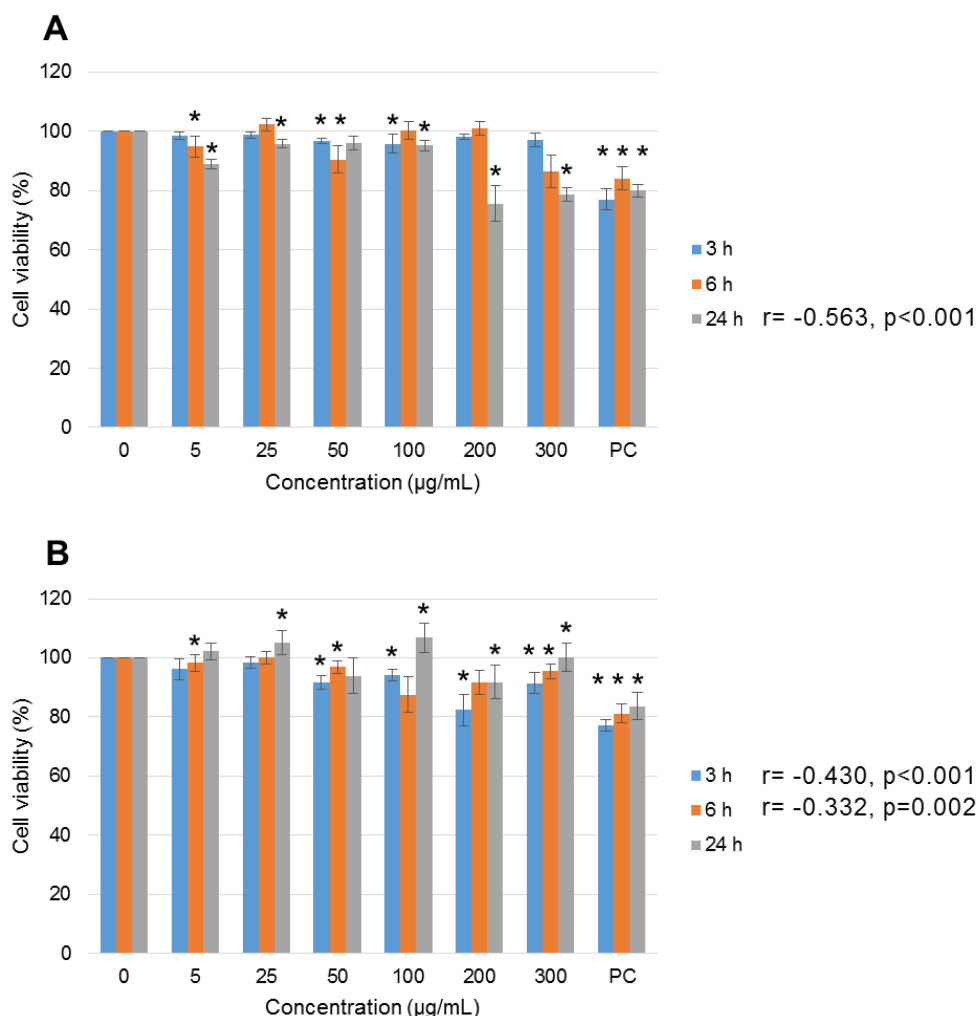 A
120
100
80
60
40
20
0
Cell viability (%)
* * * * * * * * * * * * *
0 5 25 50 100 200 300 PC
Concentration (µg/mL)
3 h
6 h
24 h r= -0.563, p<0.001
B
120
100
80
60
40
20
0
Cell viability (%)
* * * * * * * * * * * * * *
0 5 25 50 100 200 300 PC
Concentration (µg/mL)
3 h r= -0.430, p<0.001
6 h r= -0.332, p=0.002
24 h